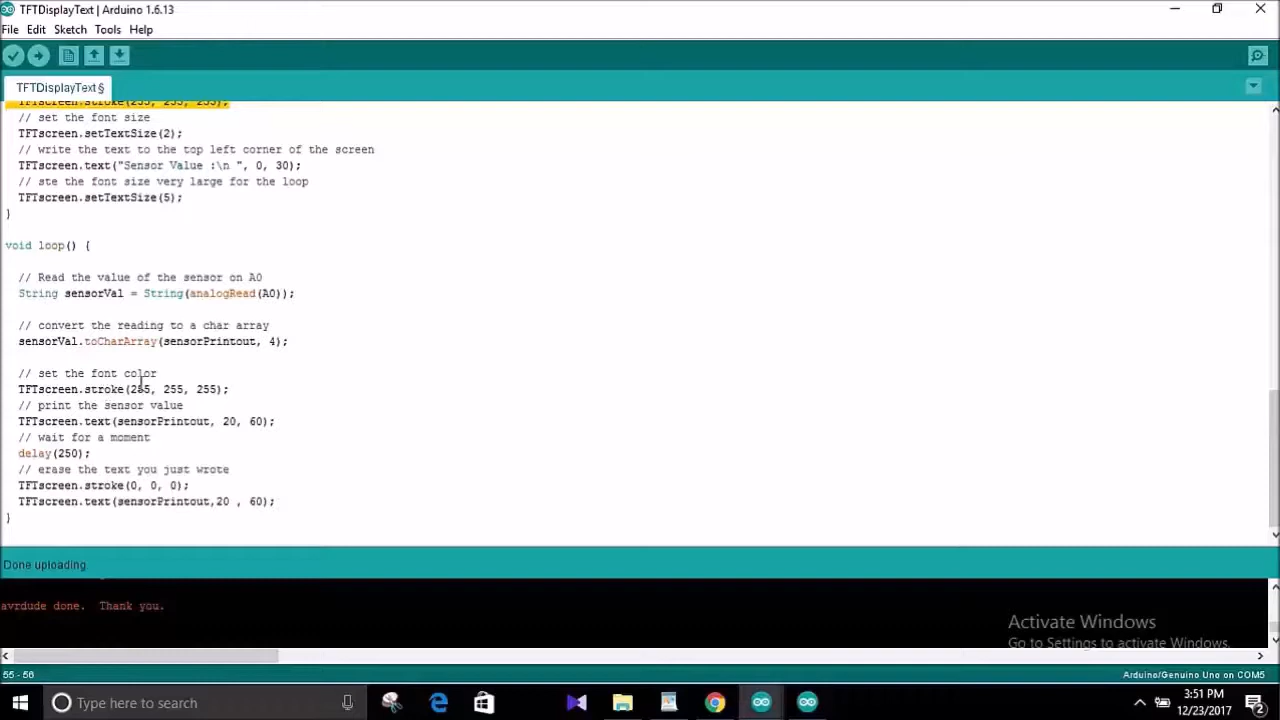 TFTDisplayText | Arduino 1.6.13
File Edit Sketch Tools Help
TFTDisplayText §
TFTscreen.stroke(255, 255, 255);
// set the font size
TFTscreen.setTextSize(2);
// write the text to the top left corner of the screen
TFTscreen.text("Sensor Value :\n ", 0, 30);
// ste the font size very large for the loop
TFTscreen.setTextSize(5);
}
void loop() {
// Read the value of the sensor on A0
String sensorVal = String(analogRead(A0));
// convert the reading to a char array
sensorVal.toCharArray(sensorPrintout, 4);
// set the font color
TFTscreen.stroke(255, 255, 255);
// print the sensor value
TFTscreen.text(sensorPrintout, 20, 60);
// wait for a moment
delay(250);
// erase the text you just wrote
TFTscreen.stroke(0, 0, 0);
TFTscreen.text(sensorPrintout,20 , 60);
}
Done uploading.
avrdude done.  Thank you.
Activate Windows
Go to Settings to activate Windows.
55 - 56
Arduino/Genuino Uno on COM5
Type here to search
3:51 PM
12/23/2017
2